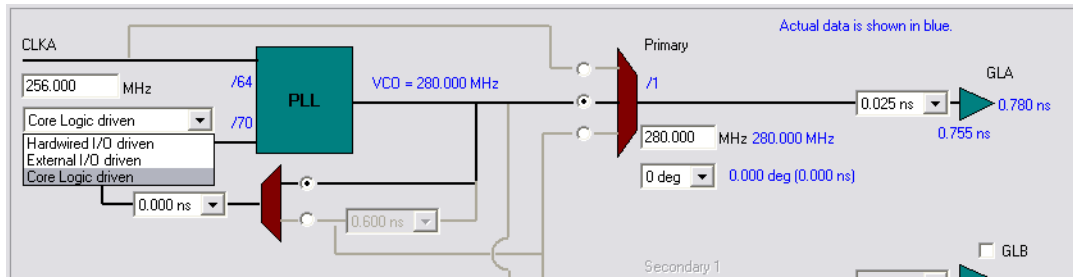 Actual data is shown in blue.
CLKA
Primary
GLA
256.000 MHz
/64
PLL
VCO = 280.000 MHz
/1
0.025 ns
0.780 ns
Core Logic driven
/70
0.755 ns
Hardwired I/O driven
External I/O driven
Core Logic driven
280.000 MHz 280.000 MHz
0 deg
0.000 deg (0.000 ns)
0.000 ns
0.600 ns
GLB
Secondary 1